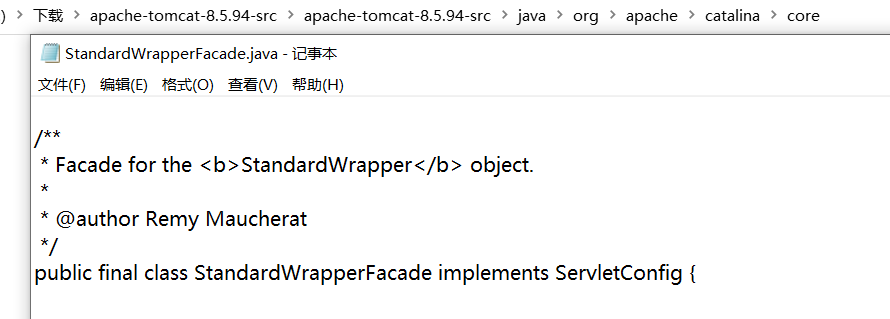 ) > 下载 > apache-tomcat-8.5.94-src > apache-tomcat-8.5.94-src > java > org > apache > catalina > core
StandardWrapperFacade.java - 记事本
文件(F) 编辑(E) 格式(O) 查看(V) 帮助(H)
/**
 * Facade for the <b>StandardWrapper</b> object.
 *
 * @author Remy Maucherat
 */
public final class StandardWrapperFacade implements ServletConfig {